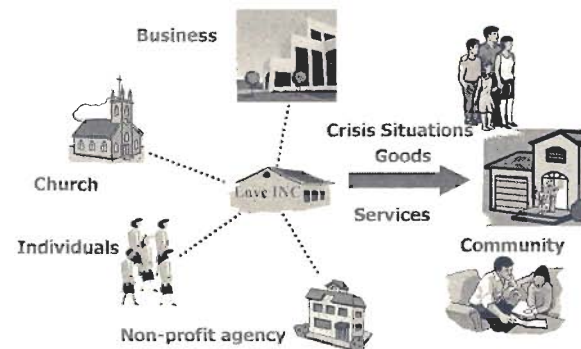 Business
Crisis Situations
Goods
Church
Love INC
Services
Individuals
Community
Non-profit agency